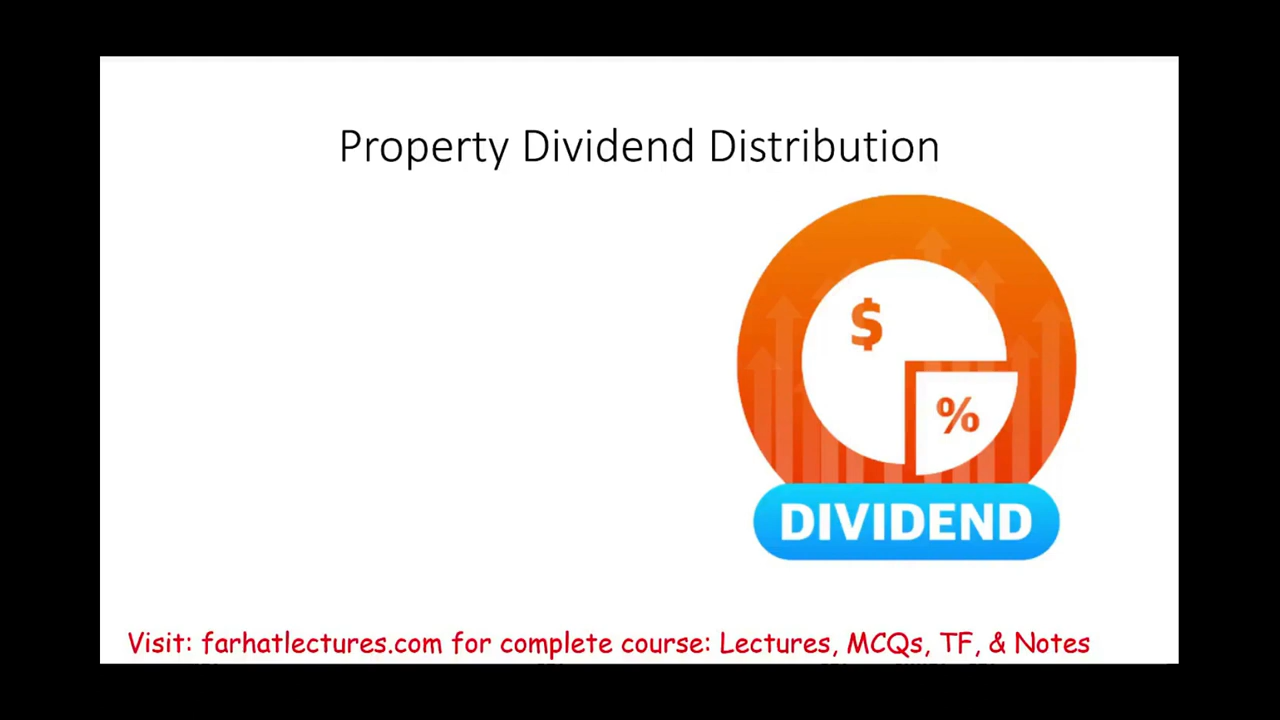 Property Dividend Distribution
$
%
DIVIDEND
Visit: farhatlectures.com for complete course: Lectures, MCQs, TF, & Notes